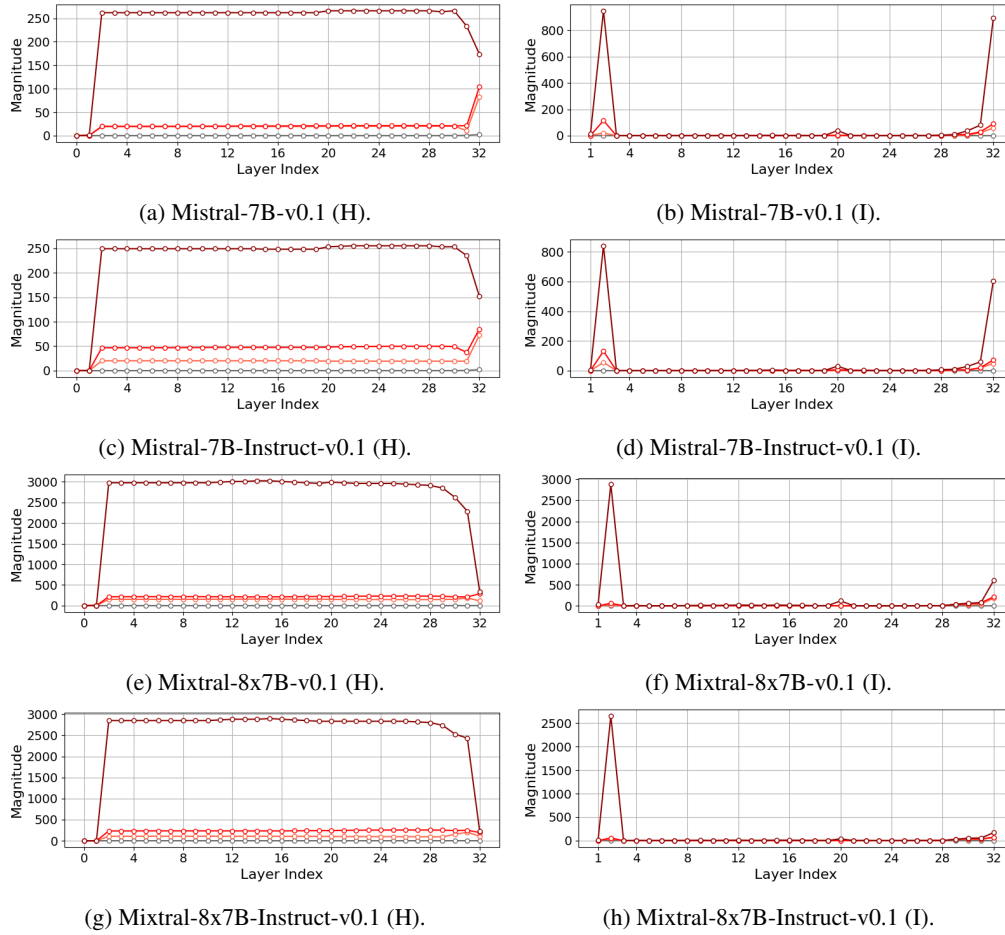 250
200
150
100
50
0
Magnitude
0 4 8 12 16 20 24 28 32
Layer Index
(a) Mistral-7B-v0.1 (H).
800
600
400
200
0
Magnitude
1 4 8 12 16 20 24 28 32
Layer Index
(b) Mistral-7B-v0.1 (I).
250
200
150
100
50
0
Magnitude
0 4 8 12 16 20 24 28 32
Layer Index
(c) Mistral-7B-Instruct-v0.1 (H).
800
600
400
200
0
Magnitude
1 4 8 12 16 20 24 28 32
Layer Index
(d) Mistral-7B-Instruct-v0.1 (I).
3000
2500
2000
1500
1000
500
0
Magnitude
0 4 8 12 16 20 24 28 32
Layer Index
(e) Mixtral-8x7B-v0.1 (H).
3000
2500
2000
1500
1000
500
0
Magnitude
1 4 8 12 16 20 24 28 32
Layer Index
(f) Mixtral-8x7B-v0.1 (I).
3000
2500
2000
1500
1000
500
0
Magnitude
0 4 8 12 16 20 24 28 32
Layer Index
(g) Mixtral-8x7B-Instruct-v0.1 (H).
2500
2000
1500
1000
500
0
Magnitude
1 4 8 12 16 20 24 28 32
Layer Index
(h) Mixtral-8x7B-Instruct-v0.1 (I).